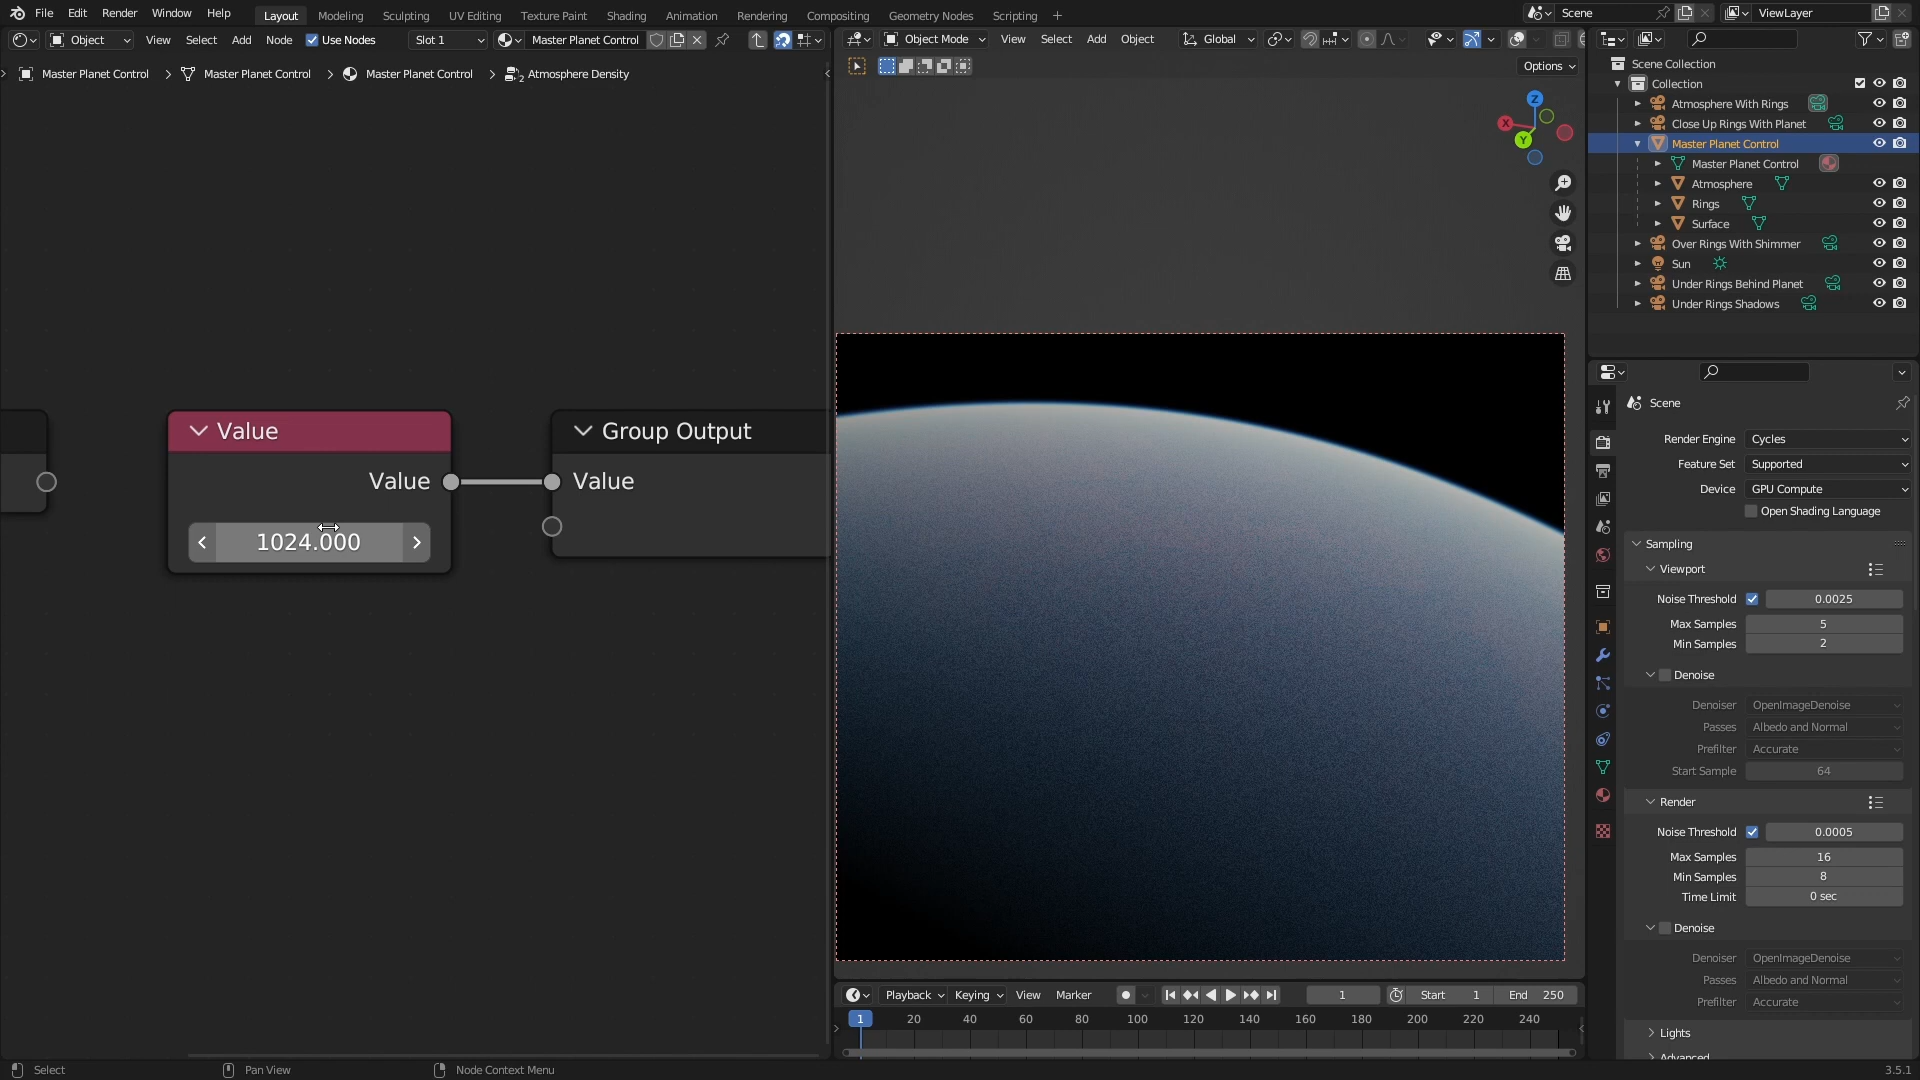 File Edit Render Window Help Layout Modeling Sculpting UV Editing Texture Paint Shading Animation Rendering Compositing Geometry Nodes Scripting + Scene ViewLayer
Object View Select Add Node Use Nodes Slot 1 Master Planet Control
Object Mode View Select Add Object Global
Master Planet Control > Master Planet Control > Master Planet Control > Atmosphere Density
Options
Z
X
Y
Value
Value
1024.000
Group Output
Value
Scene Collection
Collection
Atmosphere With Rings
Close Up Rings With Planet
Master Planet Control
Master Planet Control
Atmosphere
Rings
Surface
Over Rings With Shimmer
Sun
Under Rings Behind Planet
Under Rings Shadows
Scene
Render Engine Cycles
Feature Set Supported
Device GPU Compute
Open Shading Language
Sampling
Viewport
Noise Threshold 0.0025
Max Samples 5
Min Samples 2
Denoise
Denoiser OpenImageDenoise
Passes Albedo and Normal
Prefilter Accurate
Start Sample 64
Render
Noise Threshold 0.0005
Max Samples 16
Min Samples 8
Time Limit 0 sec
Denoise
Denoiser OpenImageDenoise
Passes Albedo and Normal
Prefilter Accurate
Lights
Advanced
Playback Keying View Marker 1 Start 1 End 250
1 20 40 60 80 100 120 140 160 180 200 220 240
Select Pan View Node Context Menu 3.5.1